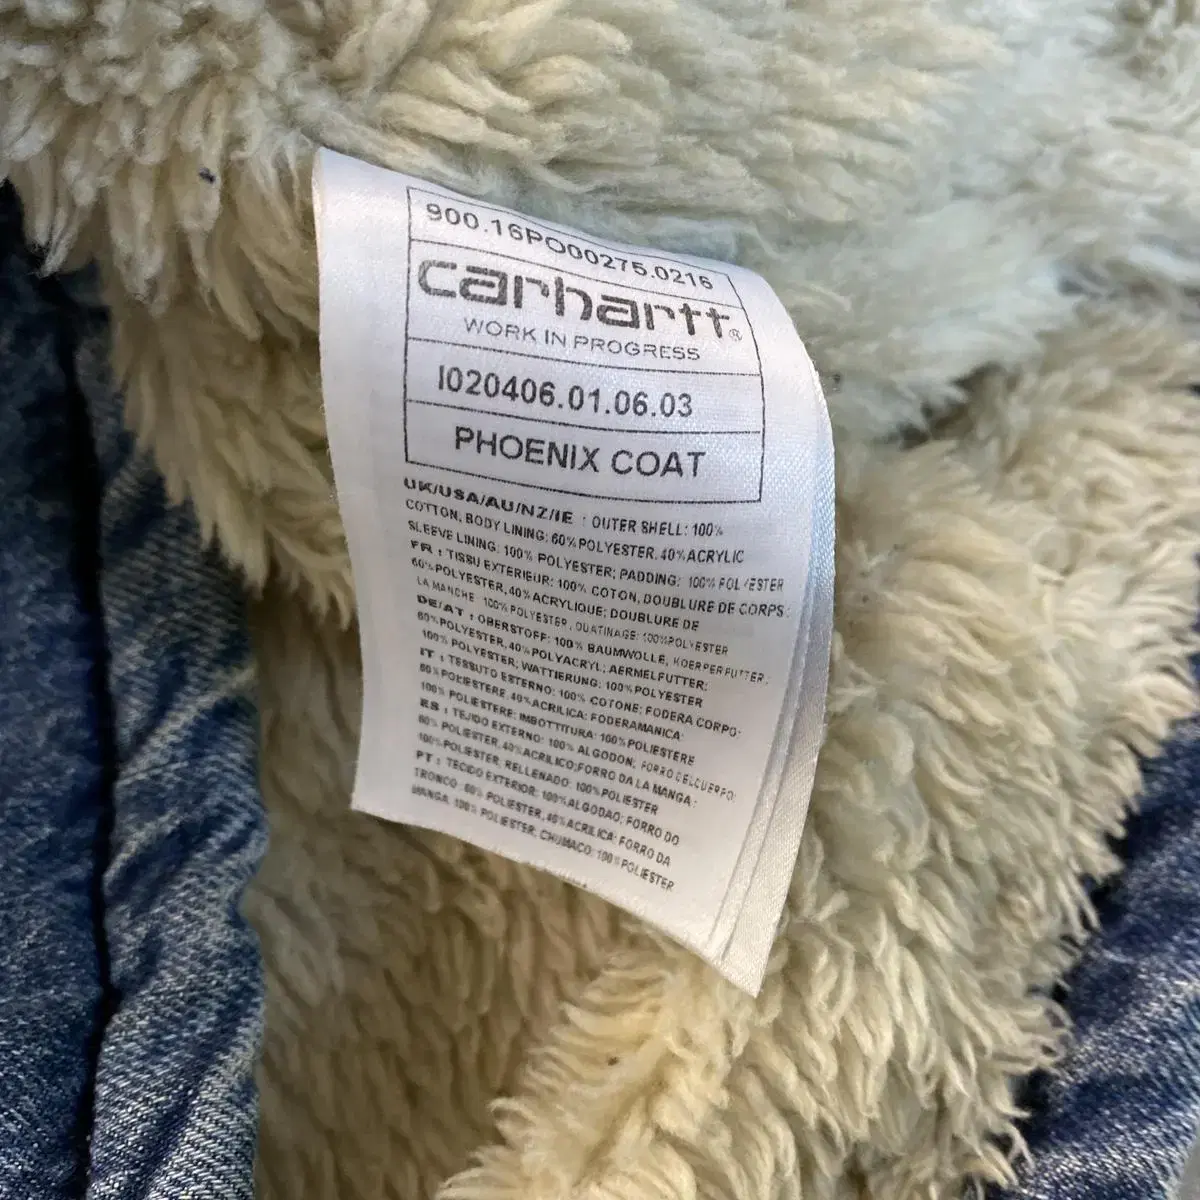 900.16PO00275.0216
carhartt®
WORK IN PROGRESS
I020406.01.06.03
PHOENIX COAT
UK/USA/AU/NZ/IE : OUTER SHELL: 100%
COTTON, BODY LINING: 60% POLYESTER, 40% ACRYLIC
SLEEVE LINING: 100% POLYESTER; PADDING: 100% POLYESTER
FR : TISSU EXTERIEUR: 100% COTON, DOUBLURE DE CORPS:
60% POLYESTER, 40% ACRYLIQUE; DOUBLURE DE
LA MANCHE: 100% POLYESTER, OUATINAGE: 100% POLYESTER
DE/AT : OBERSTOFF: 100% BAUMWOLLE, KOERPERFUTTER:
60% POLYESTER, 40% POLYACRYL; AERMELFUTTER:
100% POLYESTER; WATTIERUNG: 100% POLYESTER
IT : TESSUTO ESTERNO: 100% COTONE; FODERA CORPO:
60% POLIESTERE, 40% ACRILICA; FODERAMANICA:
100% POLIESTERE; IMBOTTITURA: 100% POLIESTERE
ES : TEJIDO EXTERNO: 100% ALGODON; FORRO DEL CUERPO:
60% POLIESTER, 40% ACRILICO; FORRO DA LA MANGA :
100% POLIESTER, RELLENADO: 100% POLIESTER
PT : TECIDO EXTERIOR: 100% ALGODAO; FORRO DO
TRONCO : 60% POLIESTER, 40% ACRILICA: FORRO DA
MANGA: 100% POLIESTER, CHUMACO: 100% POLIESTER